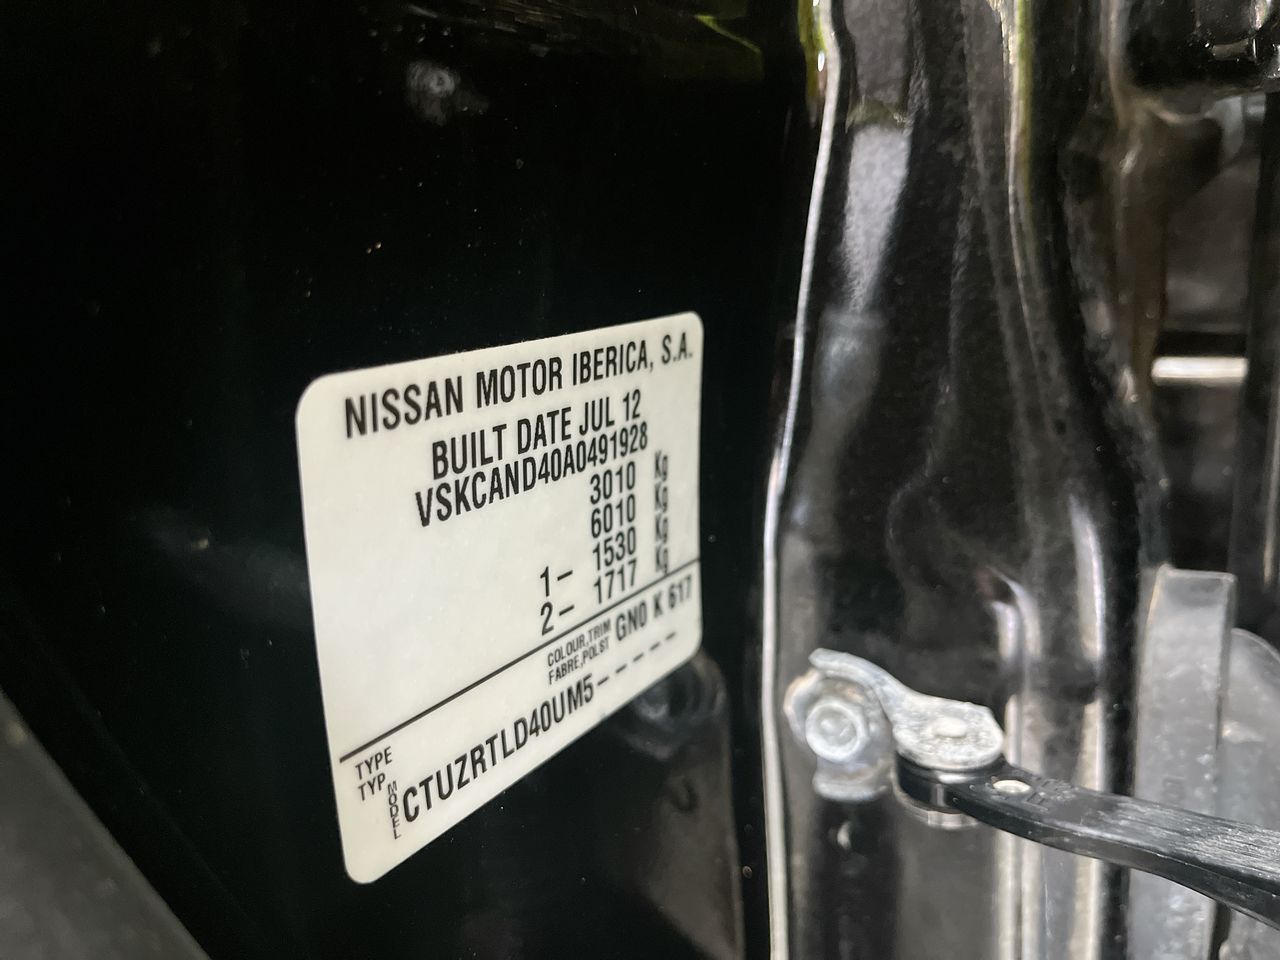 NISSAN MOTOR IBERICA, S.A.
BUILT DATE JUL 12
VSKCAND40A0491928
3010 Kg
6010 Kg
1- 1530 Kg
2- 1717 Kg
COLOUR,TRIM GN0 K 617
FABRE,POLST
TYPE
TYP
MODEL
CTUZRTLD40UM5-----